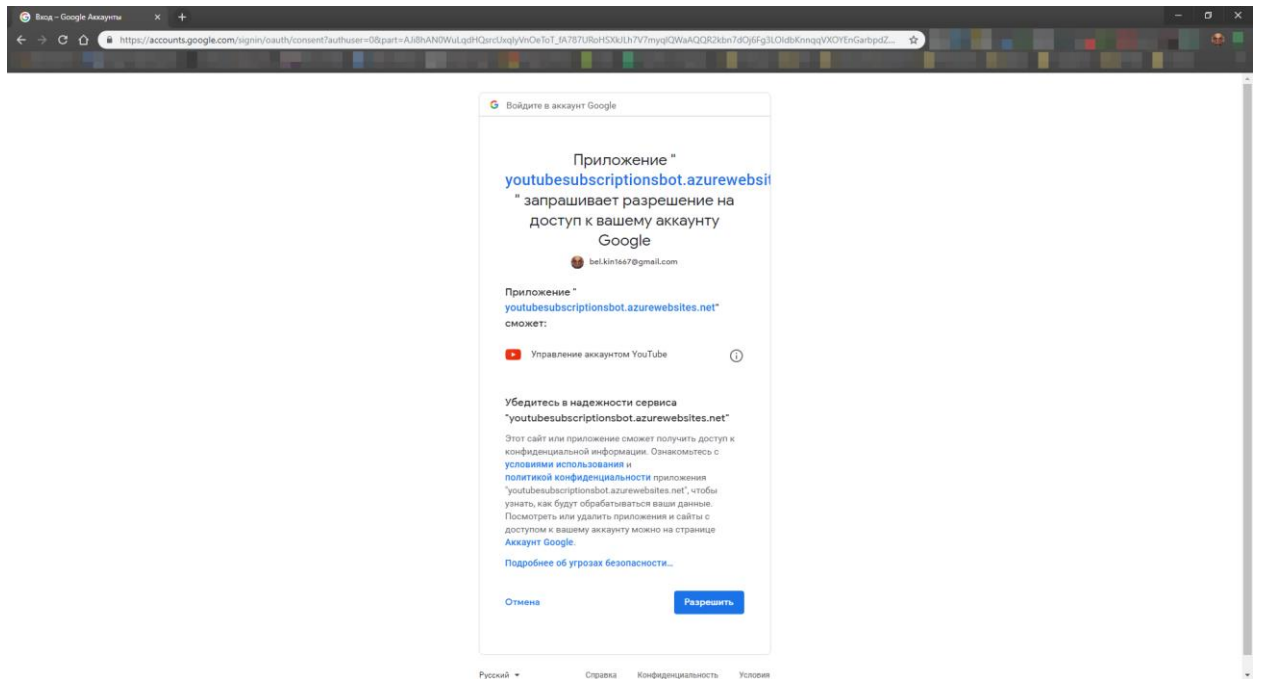 Вход – Google Аккаунты
https://accounts.google.com/signin/oauth/consent?authuser=0&part=
G Войдите в аккаунт Google
Приложение "
youtubesubscriptionsbot.azurewebsit
" запрашивает разрешение на
доступ к вашему аккаунту
Google
bel.kin1667@gmail.com
Приложение "
youtubesubscriptionsbot.azurewebsites.net"
сможет:
Управление аккаунтом YouTube
Убедитесь в надежности сервиса
"youtubesubscriptionsbot.azurewebsites.net"
Этот сайт или приложение сможет получить доступ к
конфиденциальной информации. Ознакомьтесь с
условиями использования и
политикой конфиденциальности приложения
"youtubesubscriptionsbot.azurewebsites.net", чтобы
узнать, как будут обрабатываться ваши данные.
Посмотреть или удалить приложения и сайты с
доступом к вашему аккаунту можно на странице
Аккаунт Google.
Подробнее об угрозах безопасности...
Отмена Разрешить
Русский Справка Конфиденциальность Условия